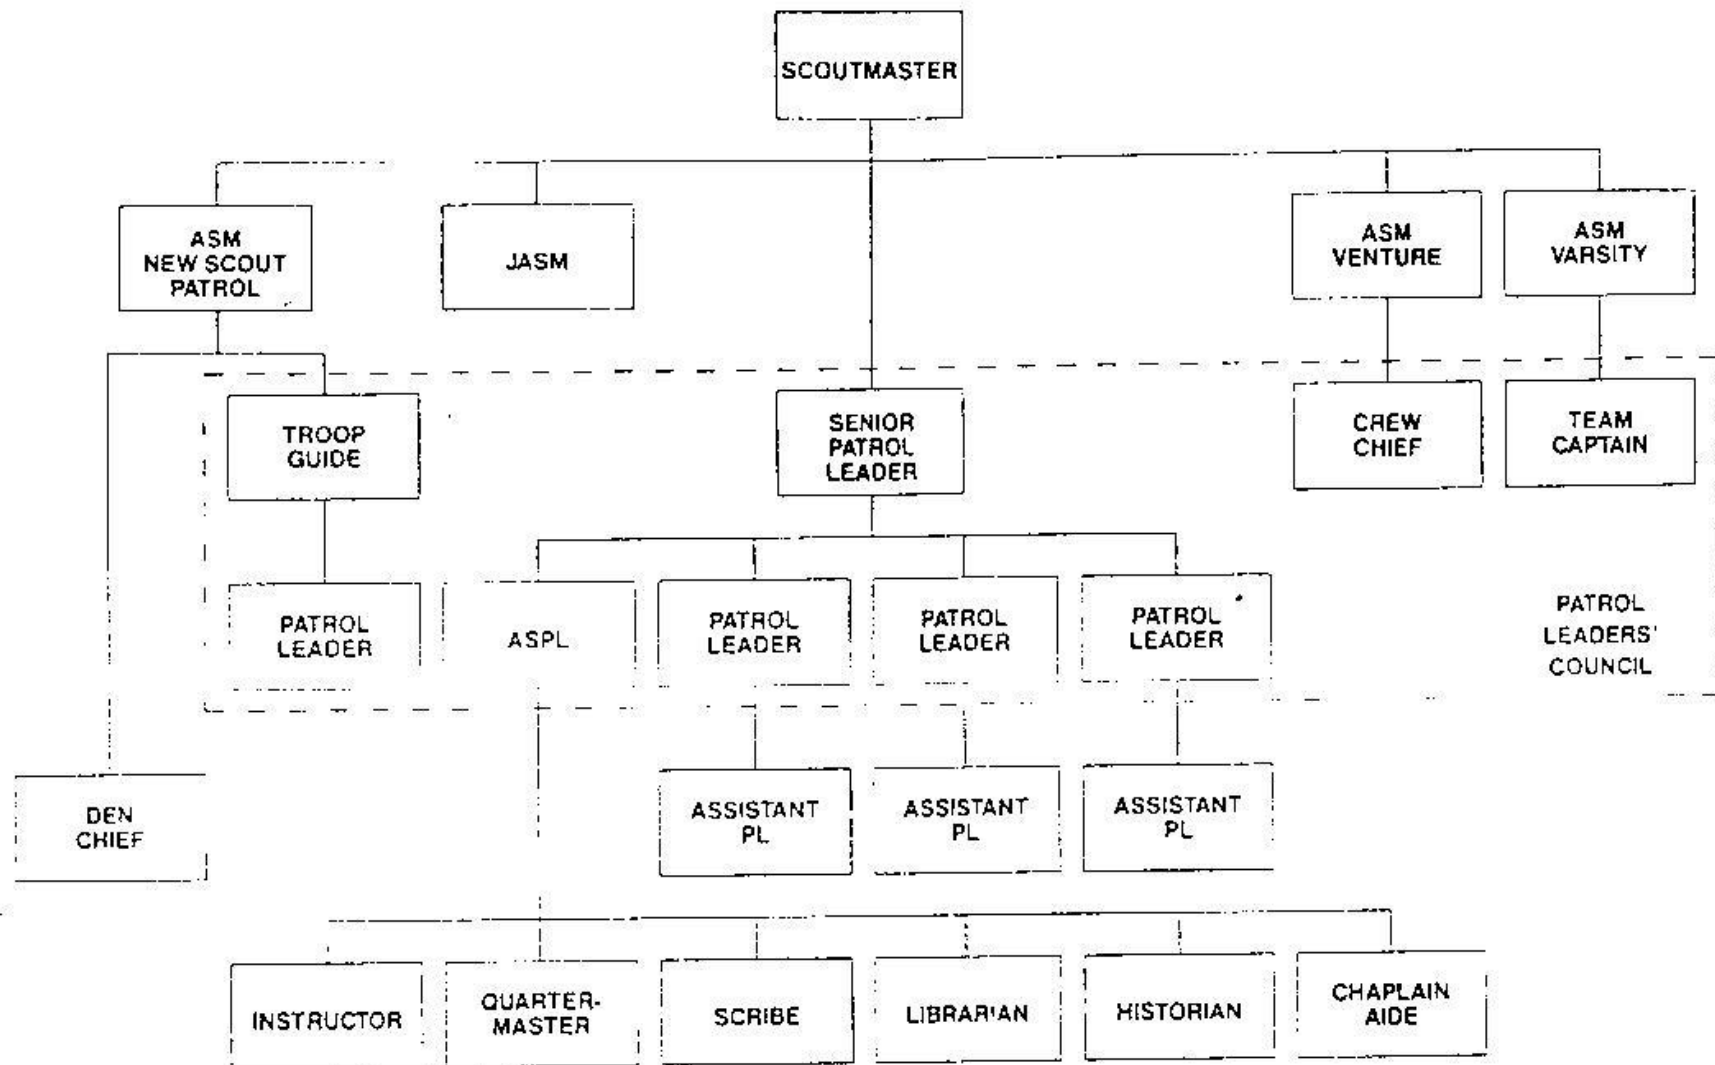 SCOUTMASTER
ASM
NEW SCOUT
PATROL
JASM
ASM
VENTURE
ASM
VARSITY
TROOP
GUIDE
SENIOR
PATROL
LEADER
CREW
CHIEF
TEAM
CAPTAIN
PATROL
LEADER
ASPL
PATROL
LEADER
PATROL
LEADER
PATROL
LEADER
PATROL
LEADERS'
COUNCIL
DEN
CHIEF
ASSISTANT
PL
ASSISTANT
PL
ASSISTANT
PL
INSTRUCTOR
QUARTER-
MASTER
SCRIBE
LIBRARIAN
HISTORIAN
CHAPLAIN
AIDE